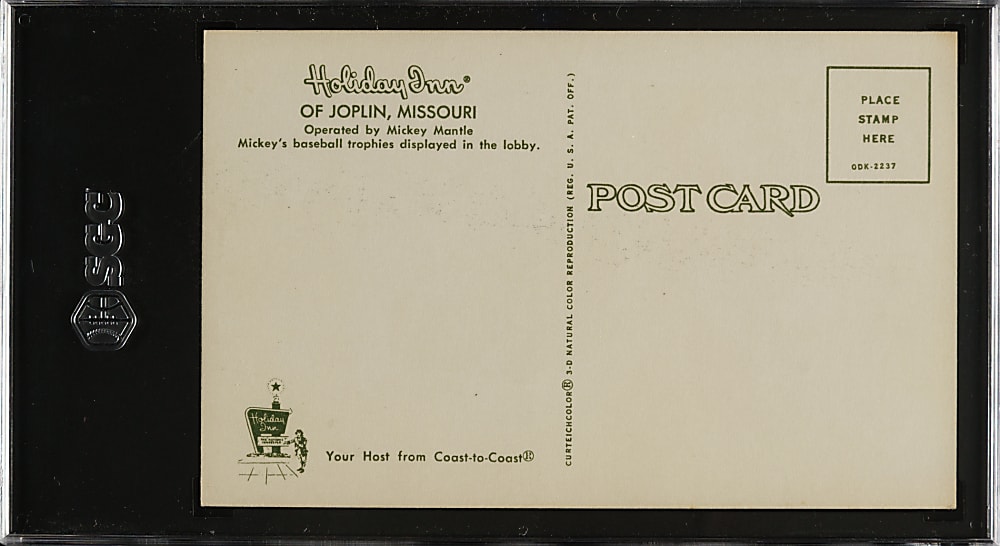 Holiday Inn®
OF JOPLIN, MISSOURI
Operated by Mickey Mantle
Mickey's baseball trophies displayed in the lobby.
PLACE
STAMP
HERE
ODK-2237
POST CARD
CURTEICHCOLOR® 3-D NATURAL COLOR REPRODUCTION (REG. U. S. A. PAT. OFF.)
SGC
Holiday
Inn
Your Host from Coast-to-Coast®